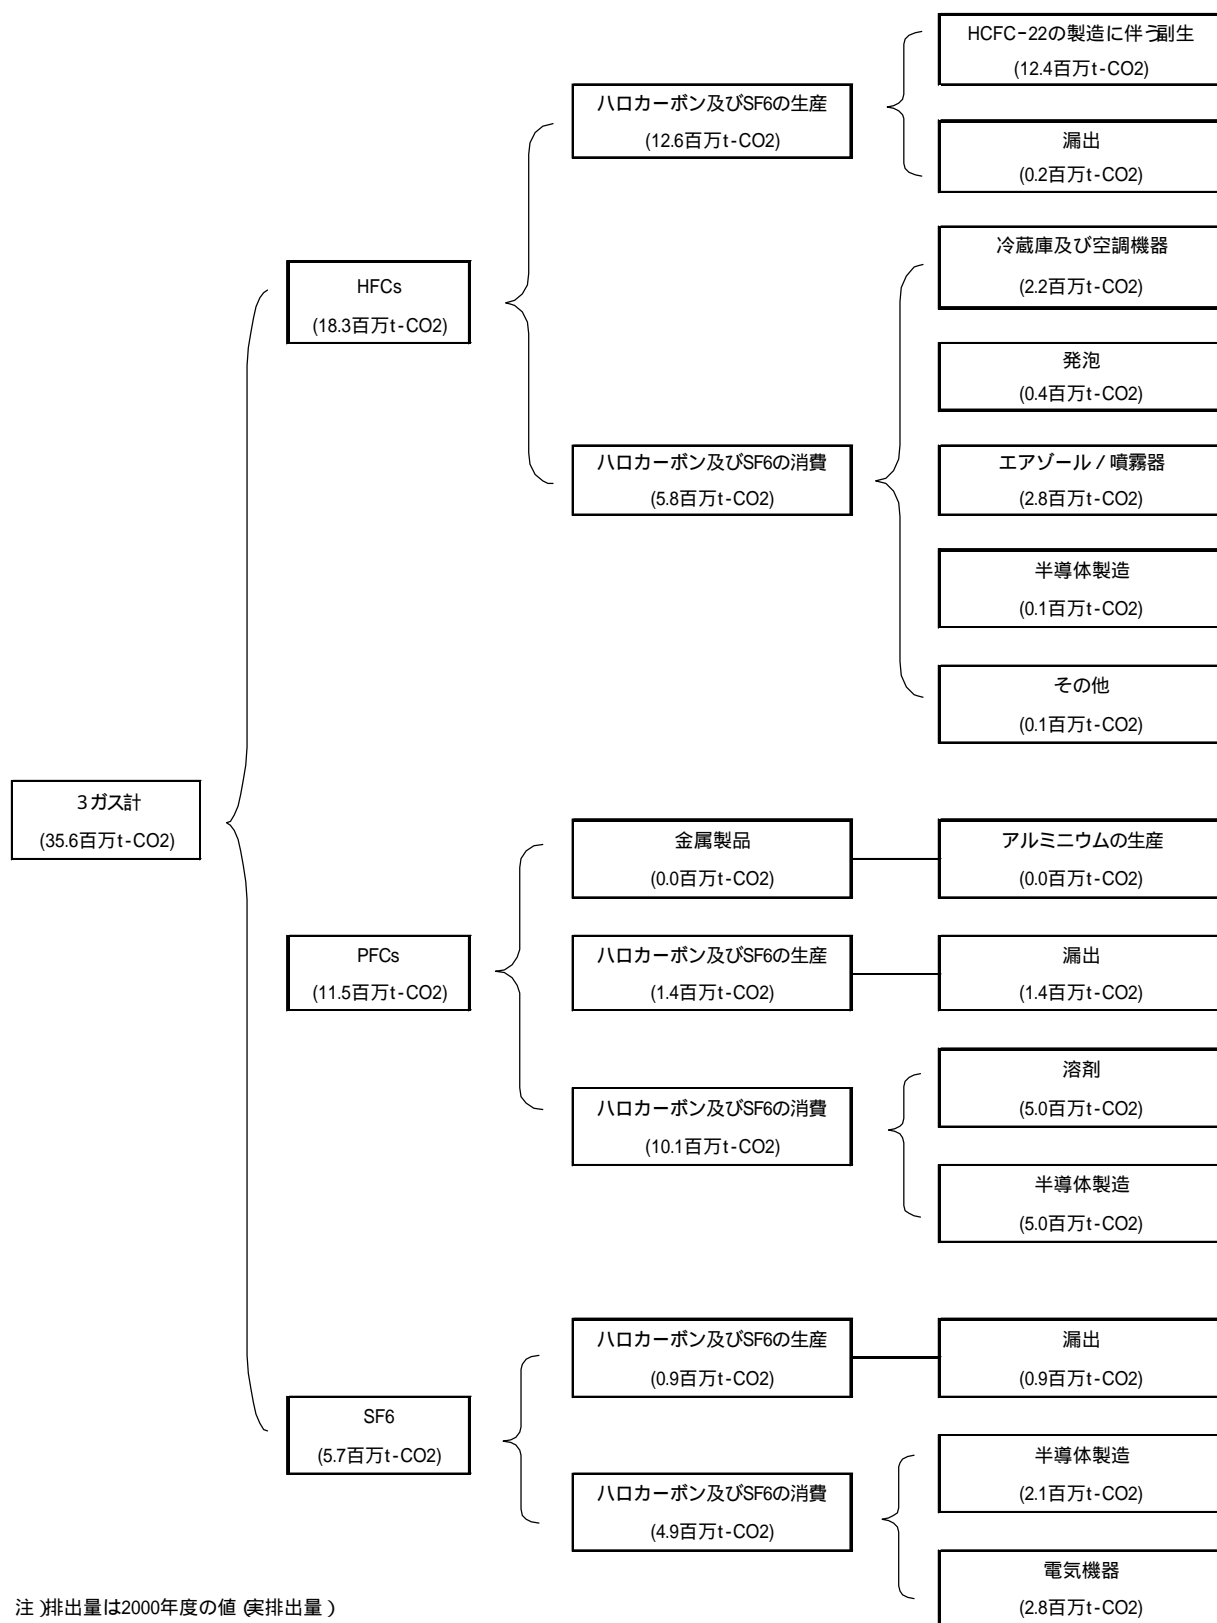 3ガス計
(35.6百万t-CO2)
HFCs
(18.3百万t-CO2)
ハロカーボン及びSF6の生産
(12.6百万t-CO2)
HCFC-22の製造に伴う副生
(12.4百万t-CO2)
漏出
(0.2百万t-CO2)
ハロカーボン及びSF6の消費
(5.8百万t-CO2)
冷蔵庫及び空調機器
(2.2百万t-CO2)
発泡
(0.4百万t-CO2)
エアゾール / 噴霧器
(2.8百万t-CO2)
半導体製造
(0.1百万t-CO2)
その他
(0.1百万t-CO2)
PFCs
(11.5百万t-CO2)
金属製品
(0.0百万t-CO2)
アルミニウムの生産
(0.0百万t-CO2)
ハロカーボン及びSF6の生産
(1.4百万t-CO2)
漏出
(1.4百万t-CO2)
ハロカーボン及びSF6の消費
(10.1百万t-CO2)
溶剤
(5.0百万t-CO2)
半導体製造
(5.0百万t-CO2)
SF6
(5.7百万t-CO2)
ハロカーボン及びSF6の生産
(0.9百万t-CO2)
漏出
(0.9百万t-CO2)
ハロカーボン及びSF6の消費
(4.9百万t-CO2)
半導体製造
(2.1百万t-CO2)
電気機器
(2.8百万t-CO2)
注)排出量は2000年度の値(実排出量)